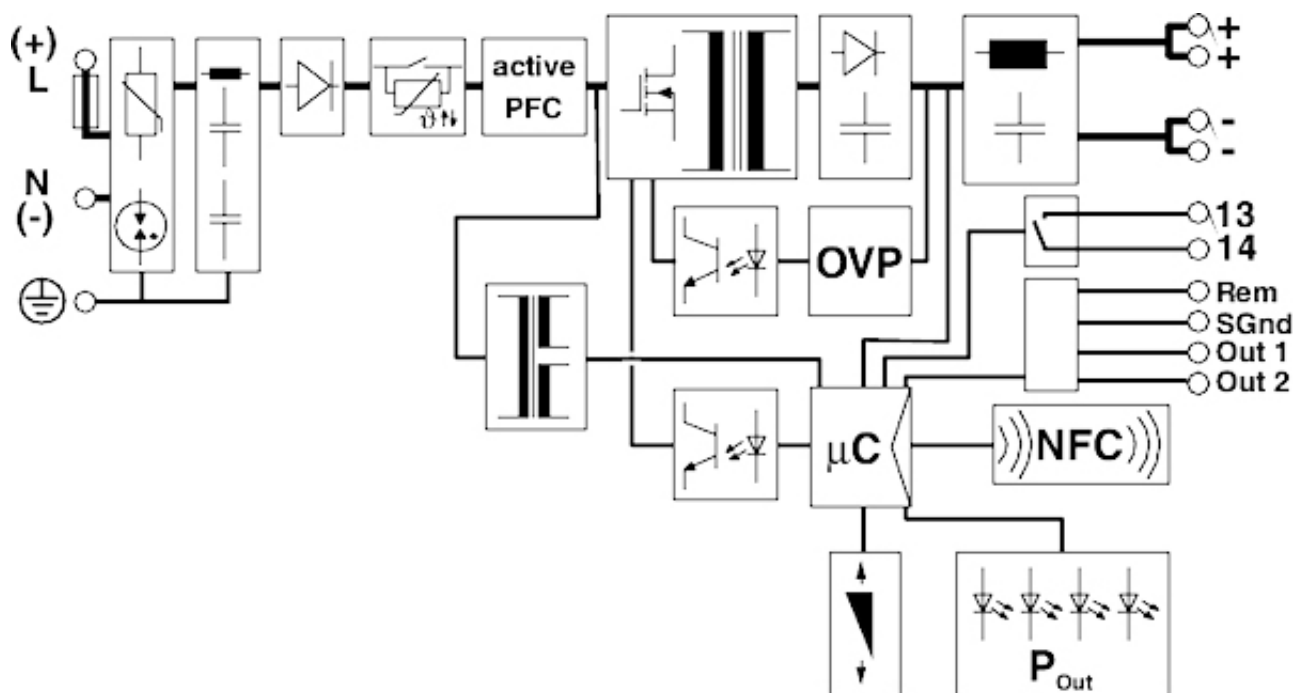 (+)
L
N
(-)
active
PFC
+
+
-
-
13
14
OVP
Rem
SGnd
Out 1
Out 2
μC
NFC
ϑ
P Out